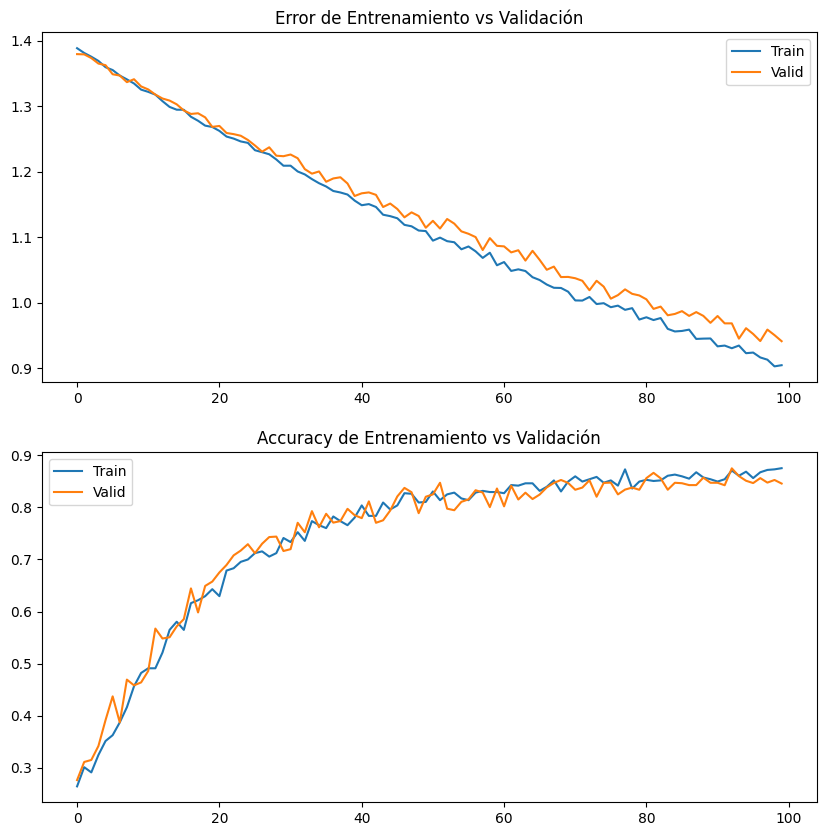 Error de Entrenamiento vs Validación
1.4
1.3
1.2
1.1
1.0
0.9
Train
Valid
0 20 40 60 80 100
Accuracy de Entrenamiento vs Validación
0.9
0.8
0.7
0.6
0.5
0.4
0.3
Train
Valid
0 20 40 60 80 100